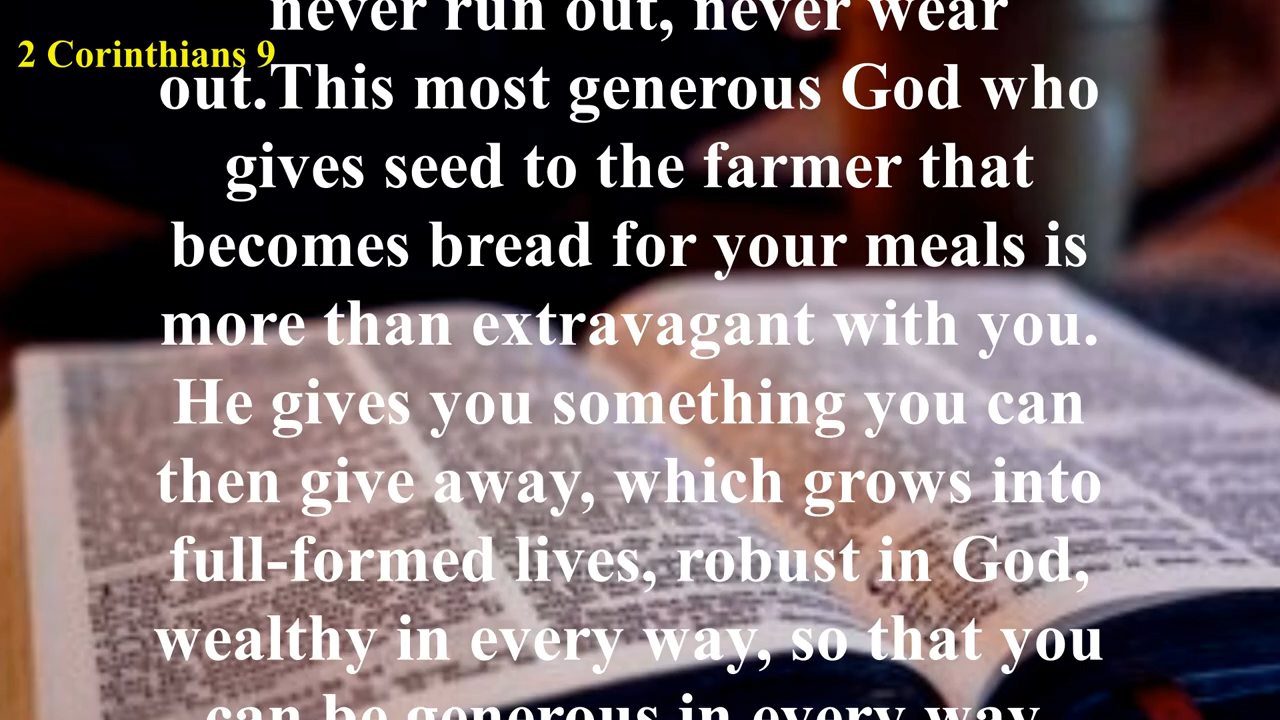 never run out, never wear
2 Corinthians 9
out.This most generous God who
gives seed to the farmer that
becomes bread for your meals is
more than extravagant with you.
He gives you something you can
then give away, which grows into
full-formed lives, robust in God,
wealthy in every way, so that you
can be generous in every way,